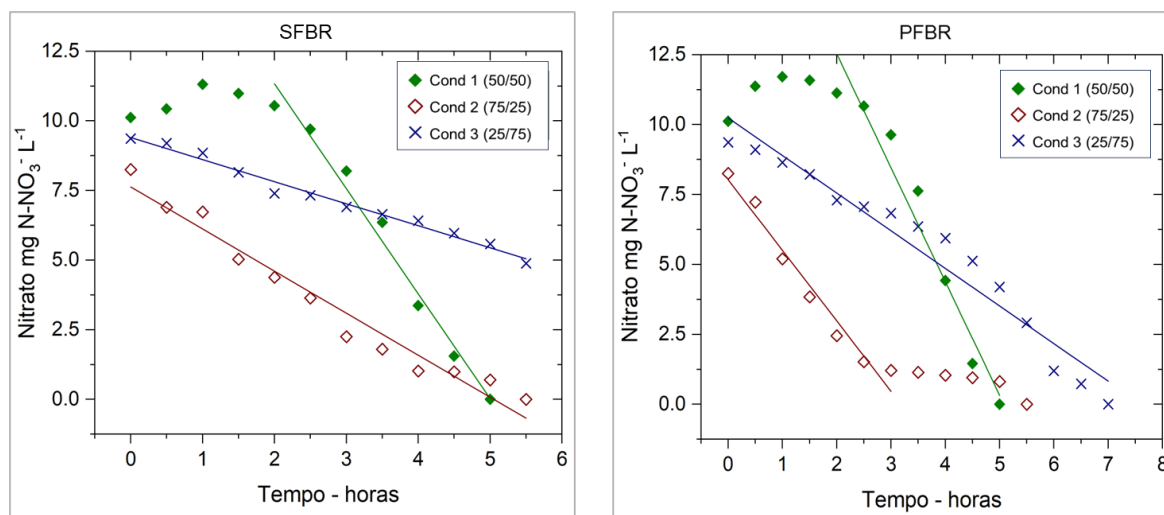 SFBR
12.5
10.0
7.5
5.0
2.5
0.0
Nitrato mg N-NO₃⁻ L⁻¹
Cond 1 (50/50)
Cond 2 (75/25)
Cond 3 (25/75)
0 1 2 3 4 5 6
Tempo - horas
PFBR
12.5
10.0
7.5
5.0
2.5
0.0
Nitrato mg N-NO₃⁻ L⁻¹
Cond 1 (50/50)
Cond 2 (75/25)
Cond 3 (25/75)
0 1 2 3 4 5 6 7 8
Tempo - horas